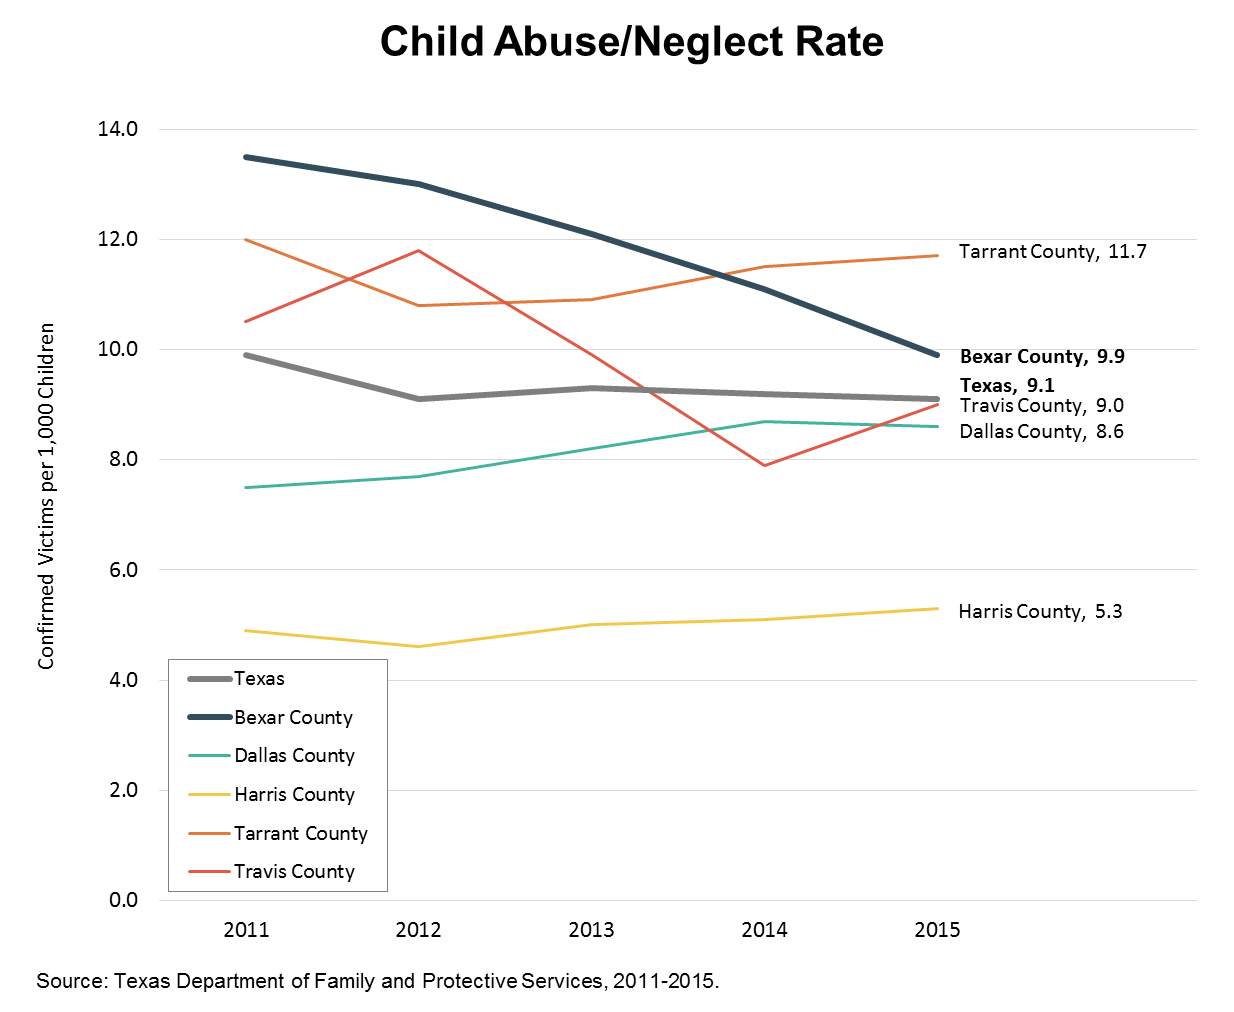 Child Abuse/Neglect Rate
Confirmed Victims per 1,000 Children
14.0
12.0
10.0
8.0
6.0
4.0
2.0
0.0
Tarrant County, 11.7
Bexar County, 9.9
Texas, 9.1
Travis County, 9.0
Dallas County, 8.6
Harris County, 5.3
Texas
Bexar County
Dallas County
Harris County
Tarrant County
Travis County
2011 2012 2013 2014 2015
Source: Texas Department of Family and Protective Services, 2011-2015.